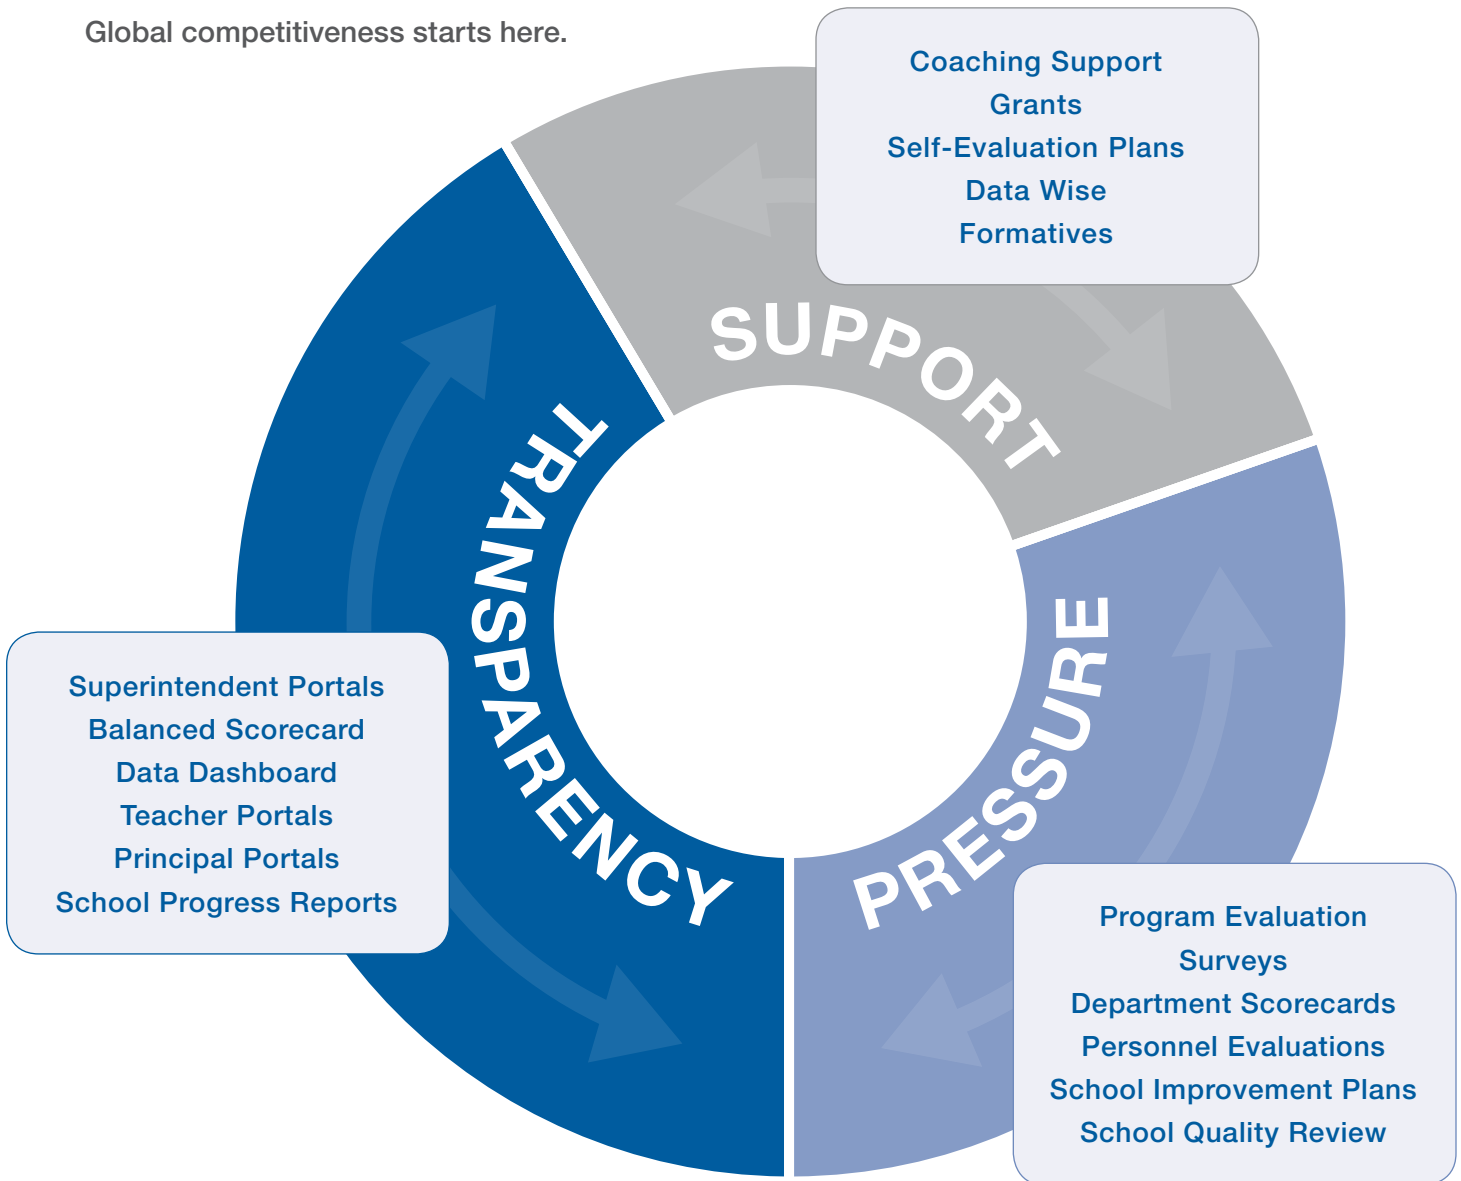 Global competitiveness starts here.
Coaching Support
Grants
Self-Evaluation Plans
Data Wise
Formatives
SUPPORT
TRANSPARENCY
PRESSURE
Superintendent Portals
Balanced Scorecard
Data Dashboard
Teacher Portals
Principal Portals
School Progress Reports
Program Evaluation
Surveys
Department Scorecards
Personnel Evaluations
School Improvement Plans
School Quality Review